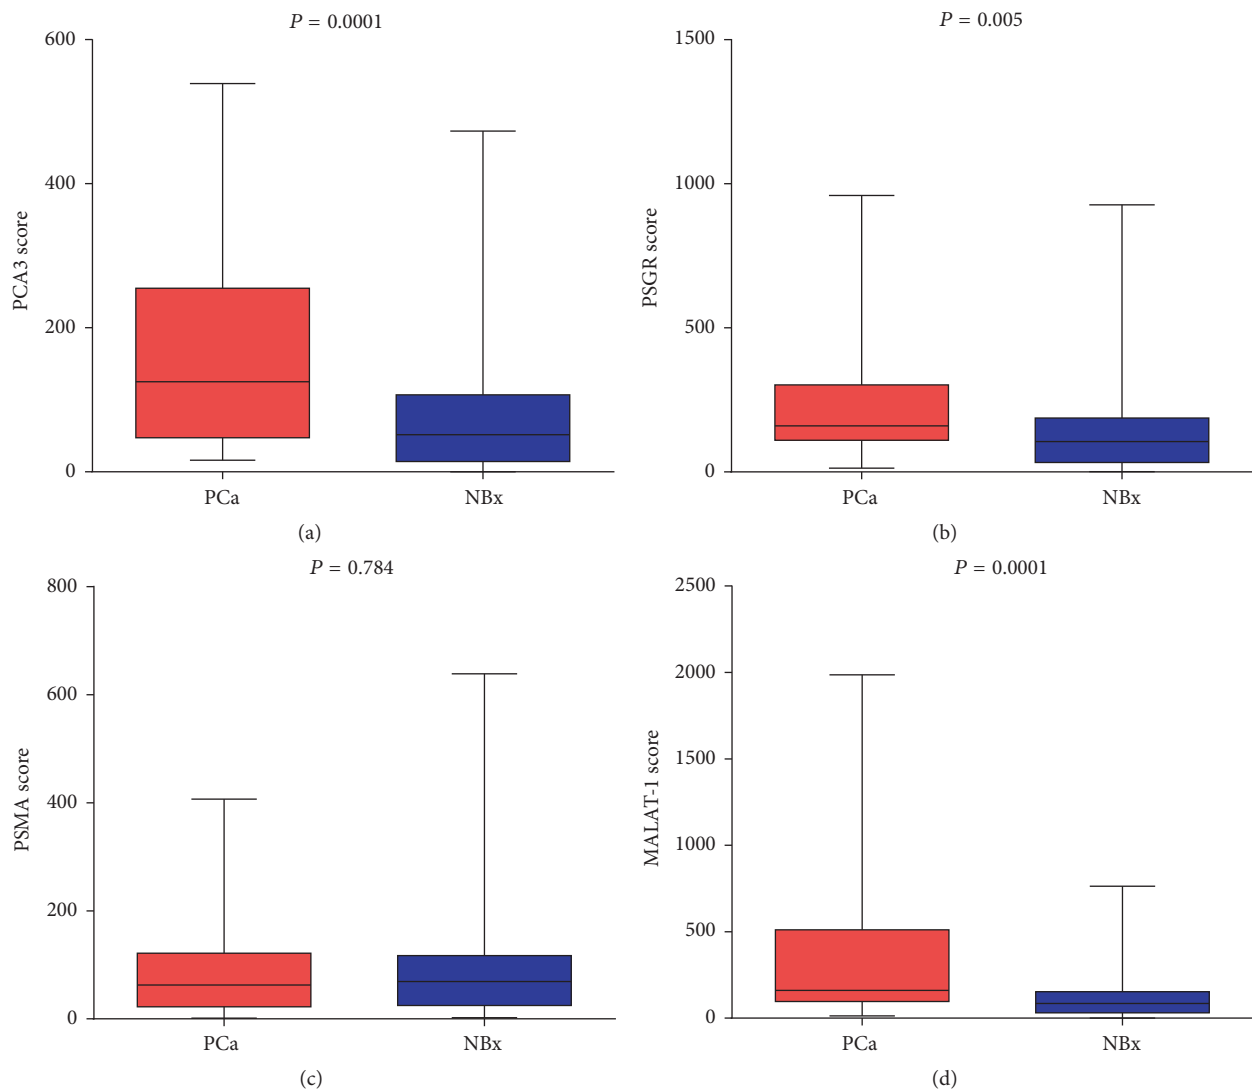 P = 0.0001
600
400
200
0
PCA3 score
PCa
NBx
(a)
P = 0.005
1500
1000
500
0
PSGR score
PCa
NBx
(b)
P = 0.784
800
600
400
200
0
PSMA score
PCa
NBx
(c)
P = 0.0001
2500
2000
1500
1000
500
0
MALAT-1 score
PCa
NBx
(d)